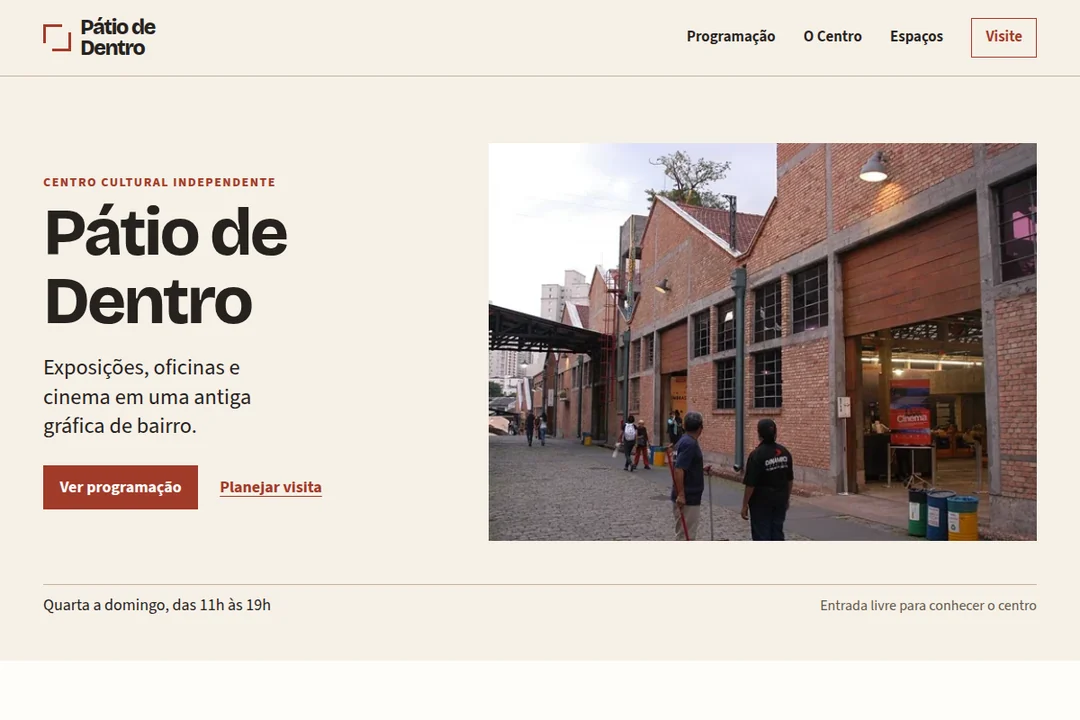 Pátio de
Dentro
Programação
O Centro
Espaços
Visite
CENTRO CULTURAL INDEPENDENTE
Pátio de
Dentro
Exposições, oficinas e
cinema em uma antiga
gráfica de bairro.
Ver programação
Planejar visita
Cinema
Quarta a domingo, das 11h às 19h
Entrada livre para conhecer o centro